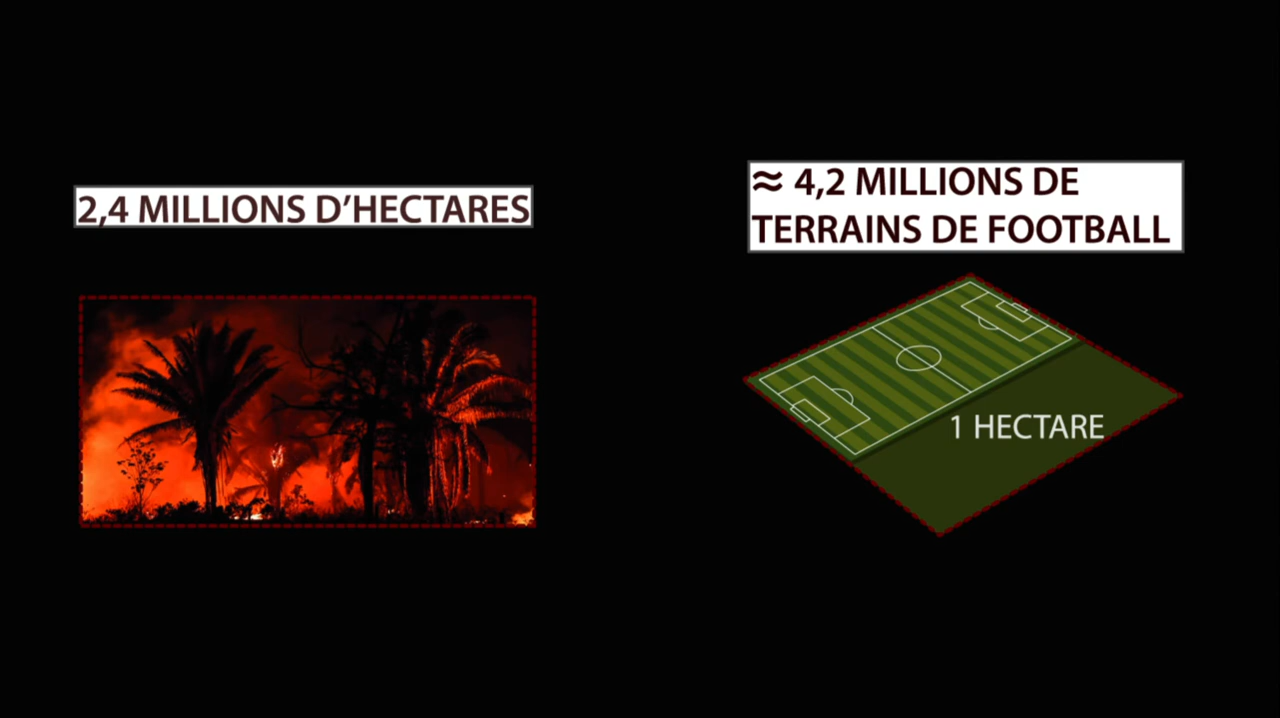 2,4 MILLIONS D’HECTARES
≈ 4,2 MILLIONS DE
TERRAINS DE FOOTBALL
1 HECTARE